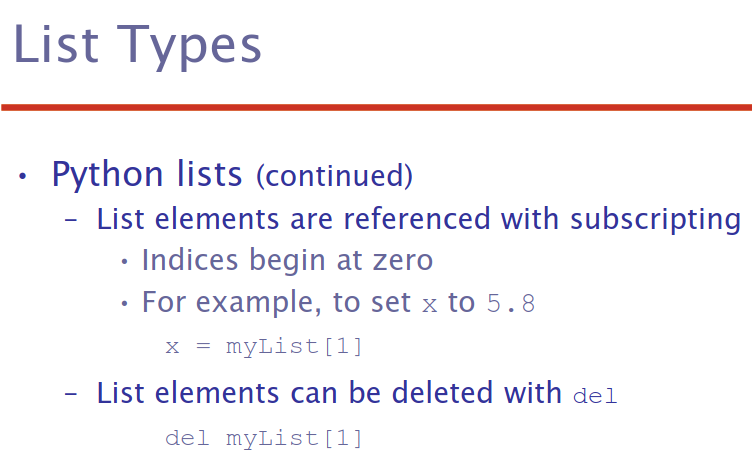 List Types
• Python lists (continued)
– List elements are referenced with subscripting
• Indices begin at zero
• For example, to set x to 5.8
x = myList[1]
– List elements can be deleted with del
del myList[1]